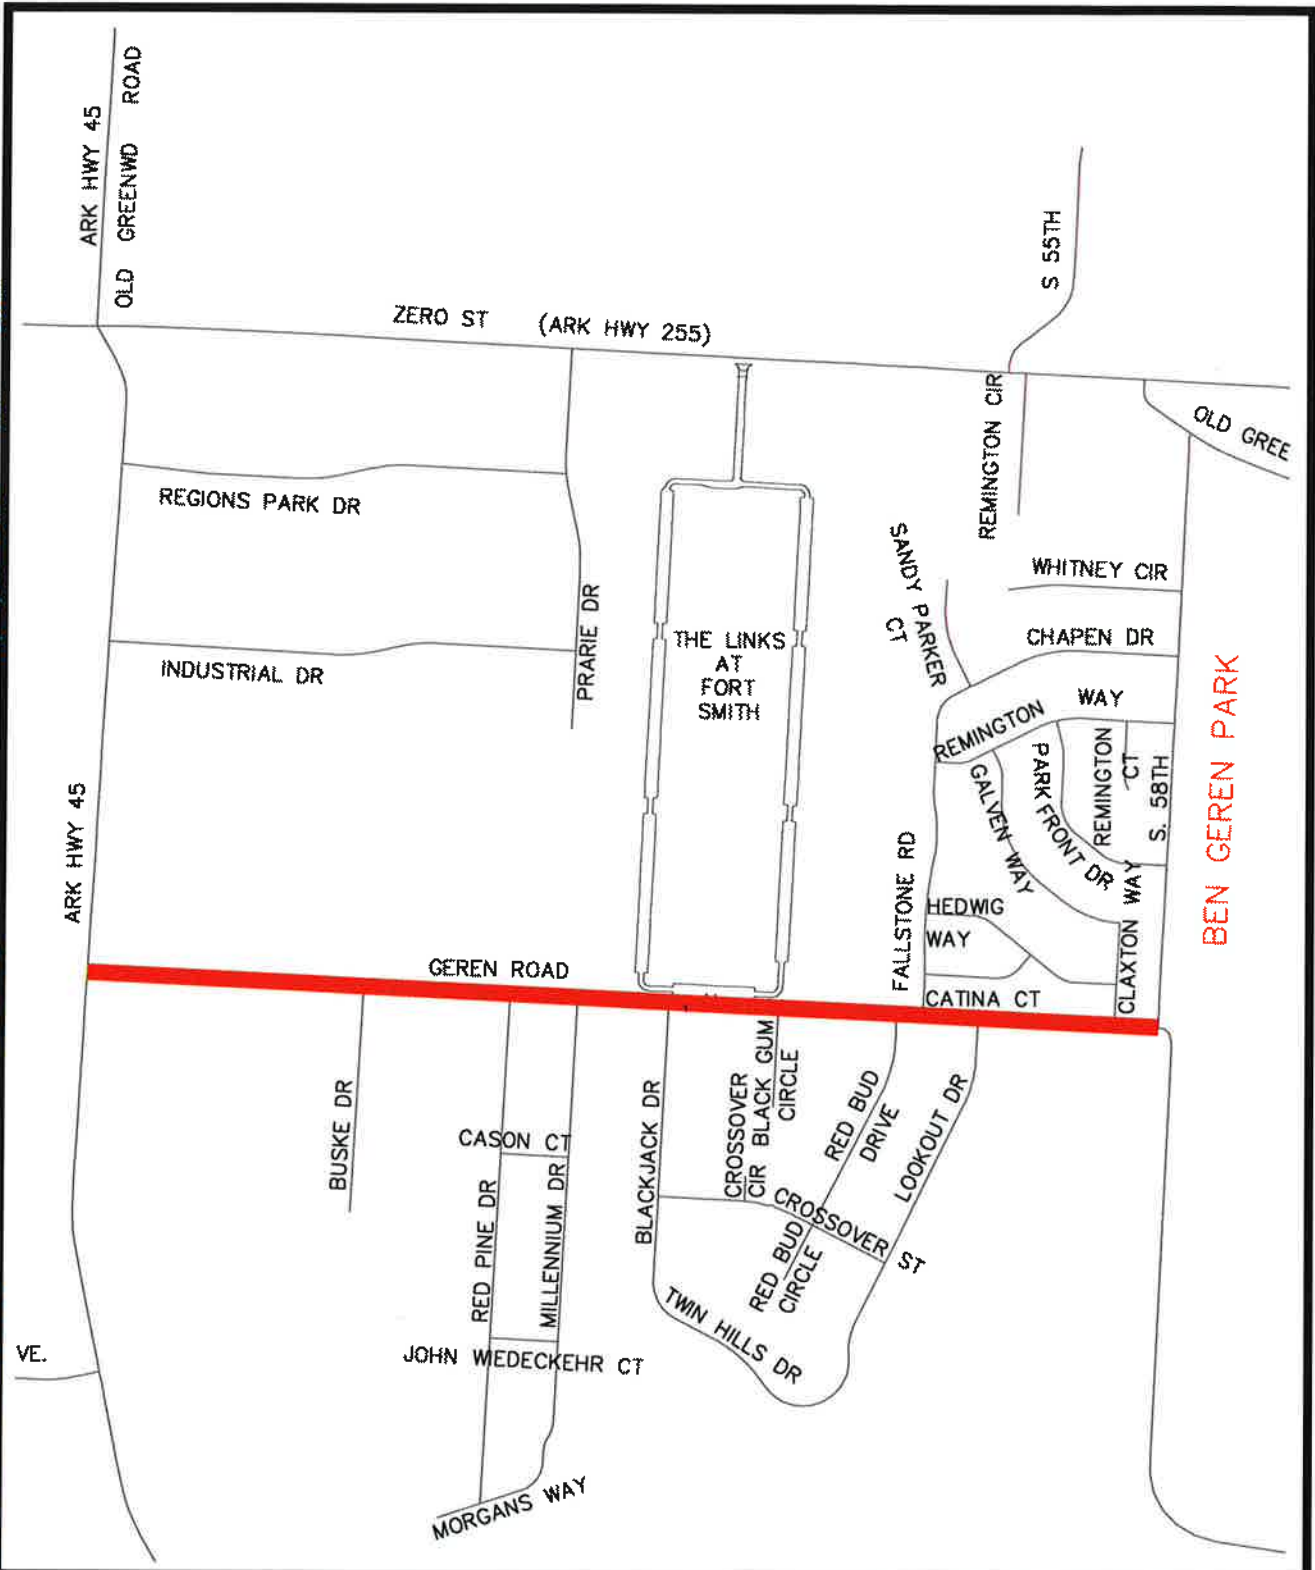 ARK HWY 45
OLD GREENWD ROAD
S 55TH
ZERO ST (ARK HWY 255)
REMINGTON CIR
OLD GREE
REGIONS PARK DR
SANDY PARKER
CT
WHITNEY CIR
PRARIE DR
THE LINKS
AT
FORT
SMITH
CHAPEN DR
INDUSTRIAL DR
REMINGTON WAY
BEN GEREN PARK
REMINGTON
CT
PARK FRONT DR
GALVEN WAY
S. 58TH
ARK HWY 45
FALLSTONE RD
HEDWIG
WAY
CLAXTON WAY
GEREN ROAD
CATINA CT
BUSKE DR
CASON CT
RED PINE DR
MILLENNIUM DR
BLACKJACK DR
CROSSOVER
CIR
BLACK GUM
CIRCLE
RED BUD
DRIVE
LOOKOUT DR
CROSSOVER ST
RED BUD
CIRCLE
TWIN HILLS DR
VE.
JOHN WIEDECKEHR CT
MORGANS WAY